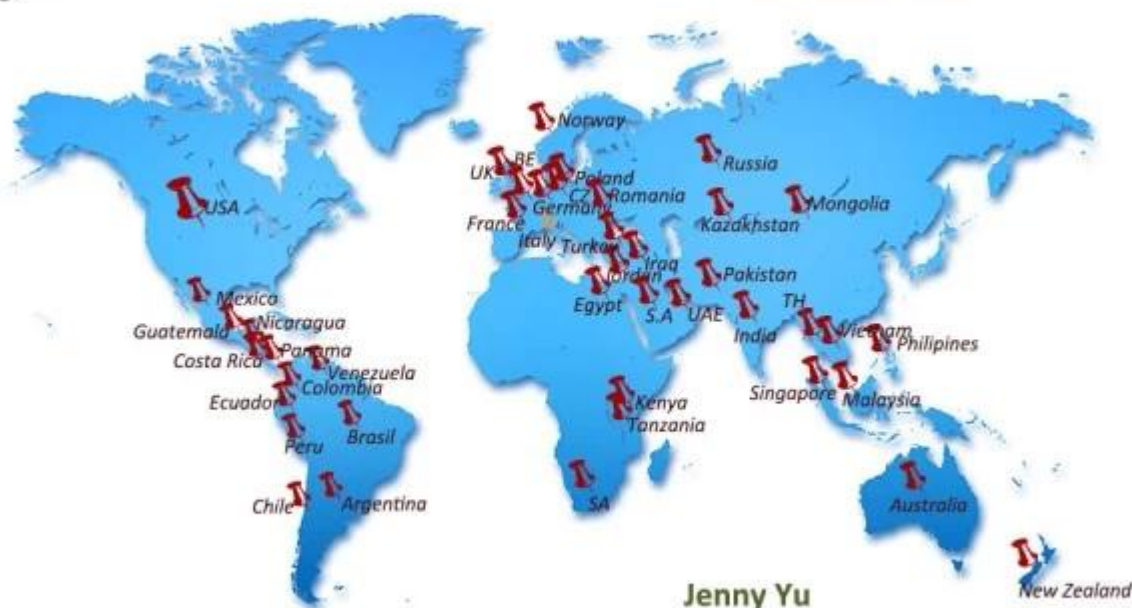 Norway
UK
BE
Poland
CZ
Romania
Germany
France
Italy
Turkey
Iraq
Jordan
Egypt
S.A
UAE
Russia
Kazakhstan
Mongolia
Pakistan
India
TH
Vietnam
Philipines
Singapore
Malaysia
USA
Mexico
Guatemala
Nicaragua
Costa Rica
Panama
Venezuela
Colombia
Ecuador
Peru
Brasil
Chile
Argentina
Kenya
Tanzania
SA
Australia
New Zealand
Jenny Yu